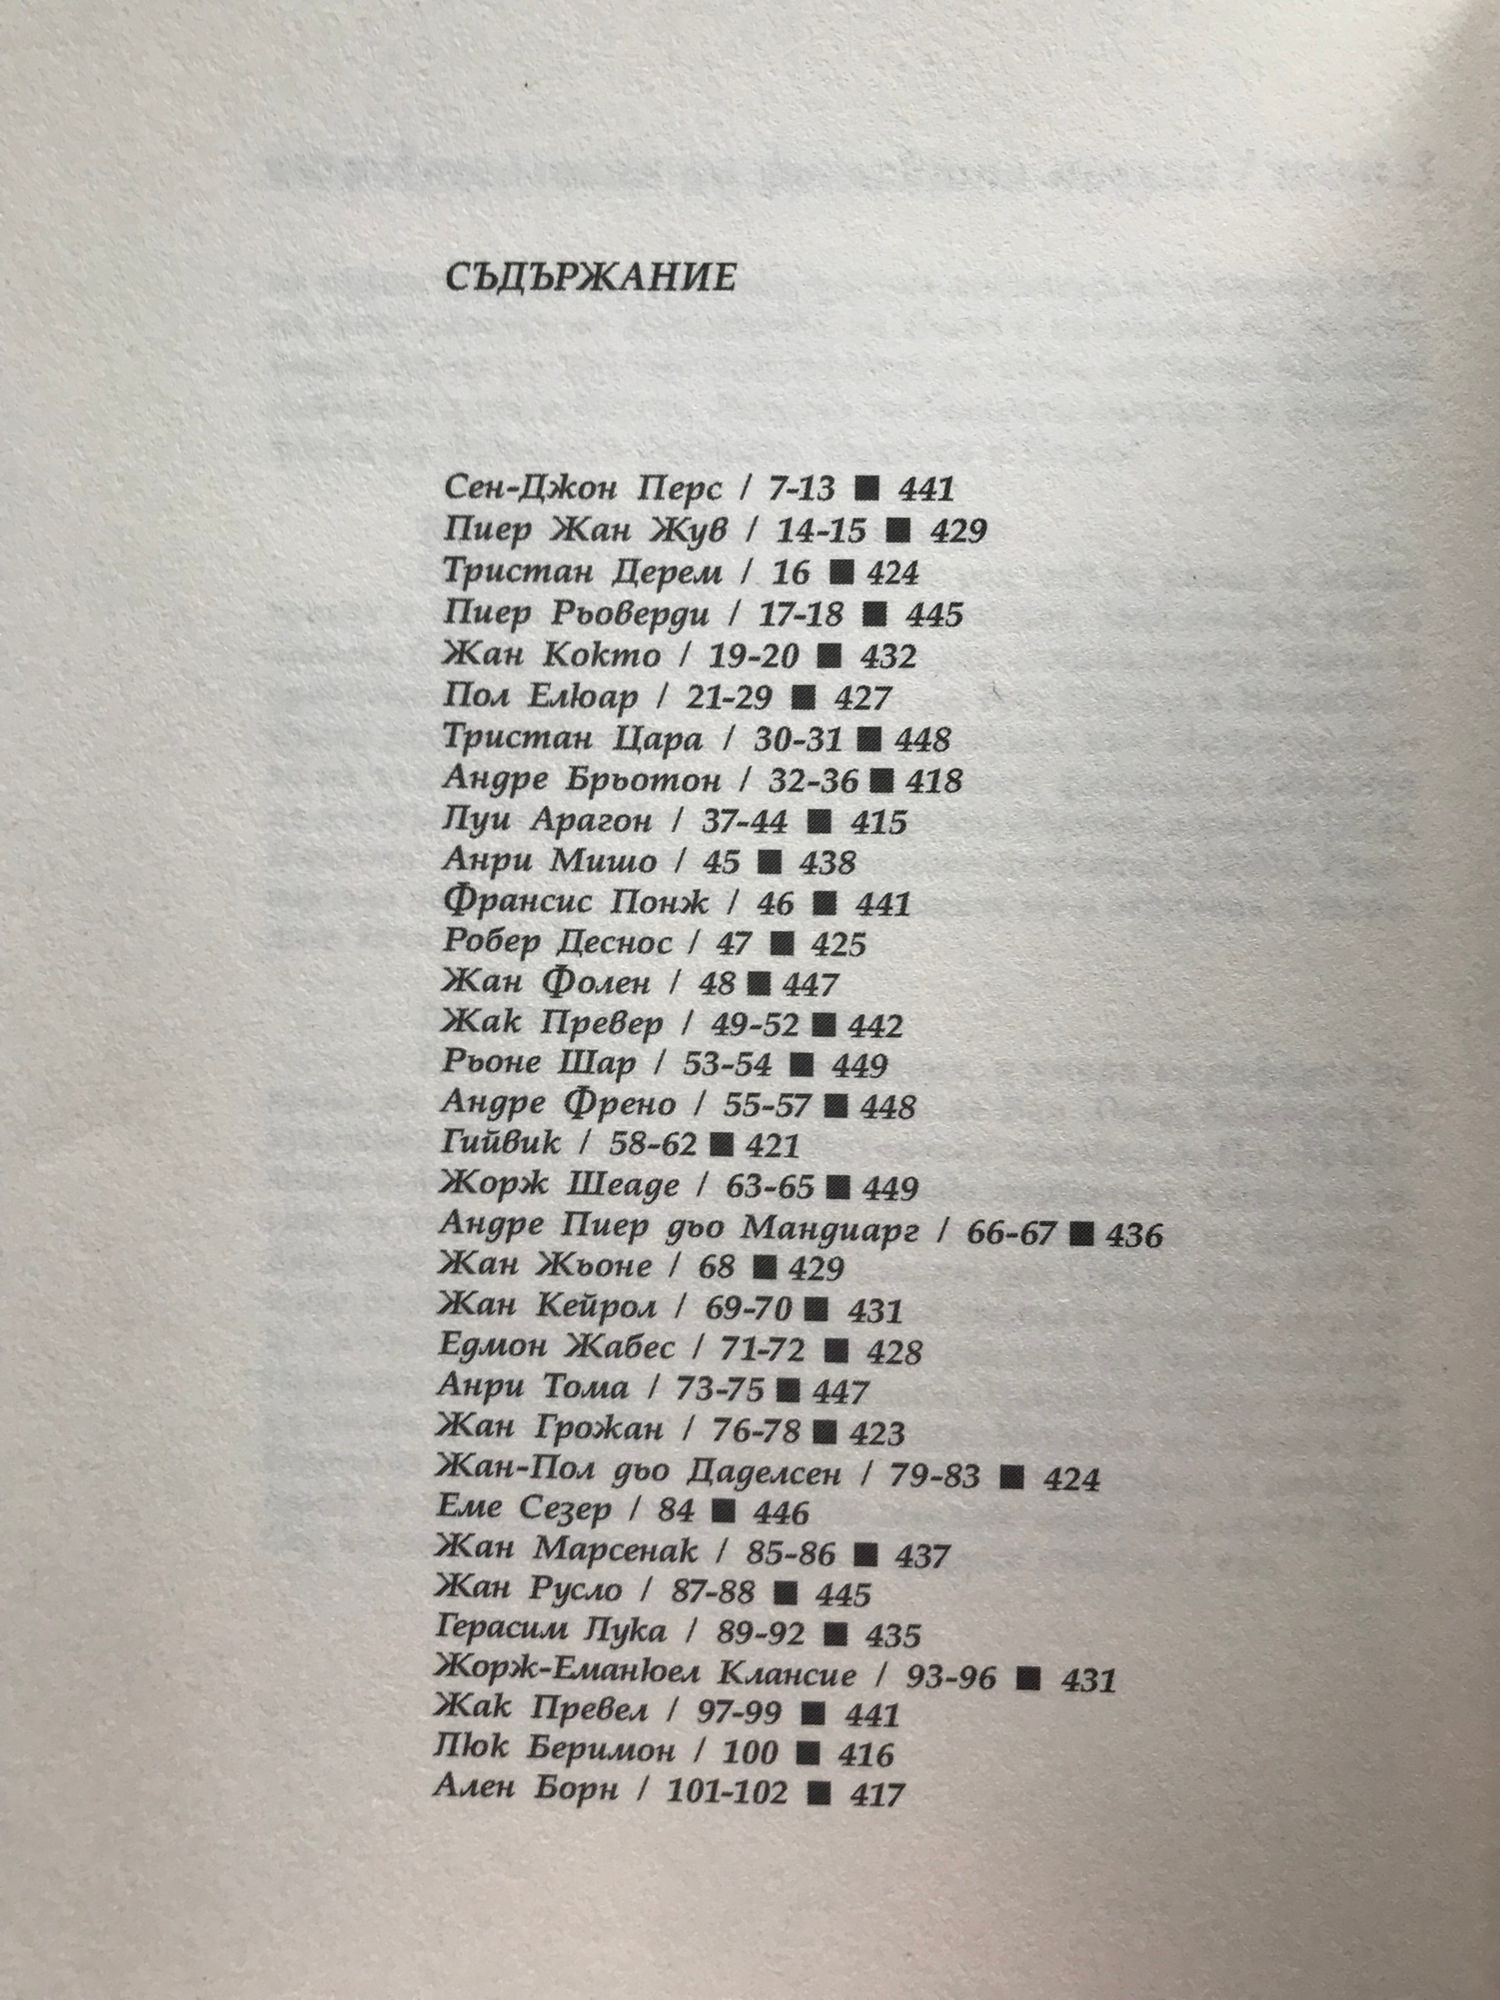 СЪДЪРЖАНИЕ
Сен-Джон Перс / 7-13 ■ 441
Пиер Жан Жув / 14-15 ■ 429
Тристан Дерем / 16 ■ 424
Пиер Рьоверди / 17-18 ■ 445
Жан Кокто / 19-20 ■ 432
Пол Елюар / 21-29 ■ 427
Тристан Цара / 30-31 ■ 448
Андре Брьотон / 32-36 ■ 418
Луи Арагон / 37-44 ■ 415
Анри Мишо / 45 ■ 438
Франсис Понж / 46 ■ 441
Робер Деснос / 47 ■ 425
Жан Фолен / 48 ■ 447
Жак Превер / 49-52 ■ 442
Рьоне Шар / 53-54 ■ 449
Андре Френо / 55-57 ■ 448
Гийвик / 58-62 ■ 421
Жорж Шеаде / 63-65 ■ 449
Андре Пиер дьо Мандиарг / 66-67 ■ 436
Жан Жьоне / 68 ■ 429
Жан Кейрол / 69-70 ■ 431
Едмон Жабес / 71-72 ■ 428
Анри Тома / 73-75 ■ 447
Жан Грожан / 76-78 ■ 423
Жан-Пол дьо Даделсен / 79-83 ■ 424
Еме Сезер / 84 ■ 446
Жан Марсенак / 85-86 ■ 437
Жан Русло / 87-88 ■ 445
Герасим Лука / 89-92 ■ 435
Жорж-Еманюел Клансие / 93-96 ■ 431
Жак Превел / 97-99 ■ 441
Люк Беримон / 100 ■ 416
Ален Борн / 101-102 ■ 417